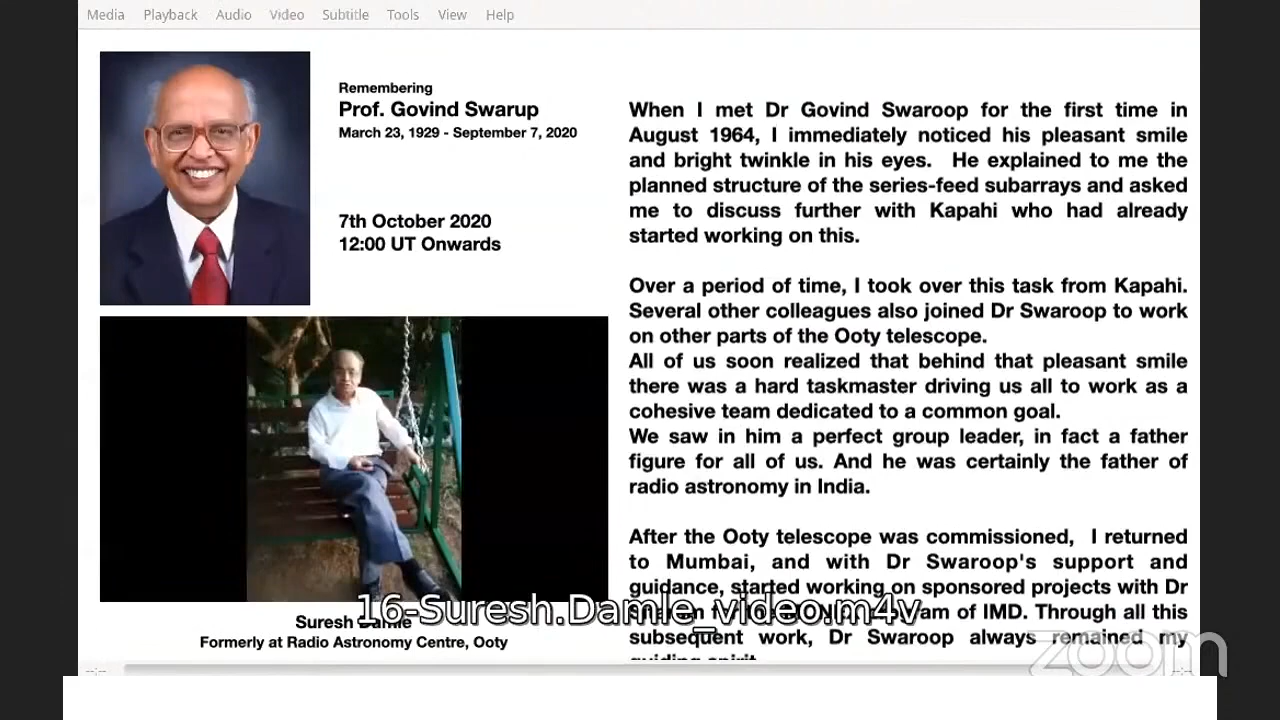 Media Playback Audio Video Subtitle Tools View Help
Remembering
Prof. Govind Swarup
March 23, 1929 - September 7, 2020
7th October 2020
12:00 UT Onwards
When I met Dr Govind Swaroop for the first time in
August 1964, I immediately noticed his pleasant smile
and bright twinkle in his eyes. He explained to me the
planned structure of the series-feed subarrays and asked
me to discuss further with Kapahi who had already
started working on this.
Over a period of time, I took over this task from Kapahi.
Several other colleagues also joined Dr Swaroop to work
on other parts of the Ooty telescope.
All of us soon realized that behind that pleasant smile
there was a hard taskmaster driving us all to work as a
cohesive team dedicated to a common goal.
We saw in him a perfect group leader, in fact a father
figure for all of us. And he was certainly the father of
radio astronomy in India.
After the Ooty telescope was commissioned, I returned
to Mumbai, and with Dr Swaroop's support and
guidance, started working on sponsored projects with Dr
of IMD. Through all this
subsequent work, Dr Swaroop always remained my
guiding spirit
16-Suresh.Damle_video.m4v
Suresh Damle
Formerly at Radio Astronomy Centre, Ooty
zoom